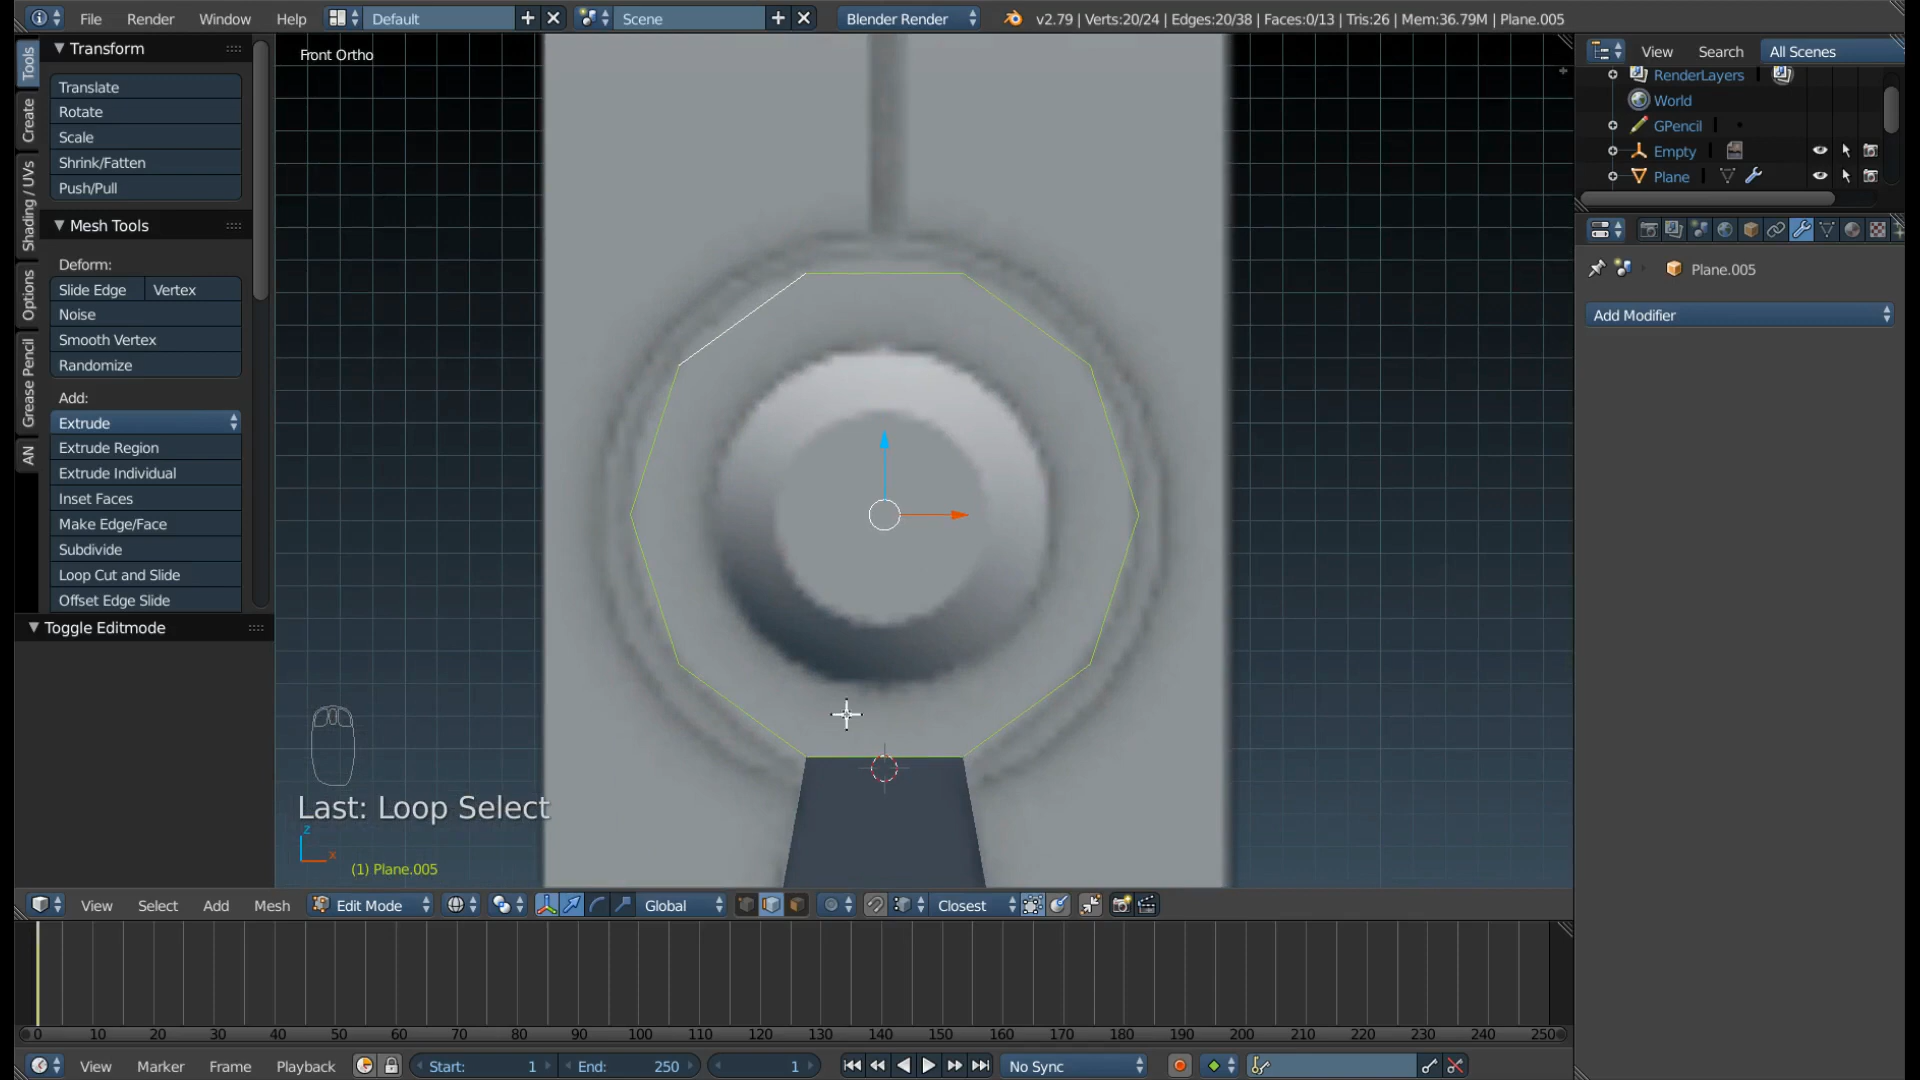 File Render Window Help Default Scene Blender Render v2.79 | Verts:20/24 | Edges:20/38 | Faces:0/13 | Tris:26 | Mem:36.79M | Plane.005
Tools
Create
Shading / UVs
Options
Grease Pencil
AN
Transform
Translate
Rotate
Scale
Shrink/Fatten
Push/Pull
Mesh Tools
Deform:
Slide Edge Vertex
Noise
Smooth Vertex
Randomize
Add:
Extrude
Extrude Region
Extrude Individual
Inset Faces
Make Edge/Face
Subdivide
Loop Cut and Slide
Offset Edge Slide
Toggle Editmode
Front Ortho
Last: Loop Select
z
x
(1) Plane.005
View Search All Scenes
RenderLayers
World
GPencil
Empty
Plane
Plane.005
Add Modifier
View Select Add Mesh Edit Mode Global Closest
0 10 20 30 40 50 60 70 80 90 100 110 120 130 140 150 160 170 180 190 200 210 220 230 240 250
View Marker Frame Playback Start: 1 End: 250 1 No Sync